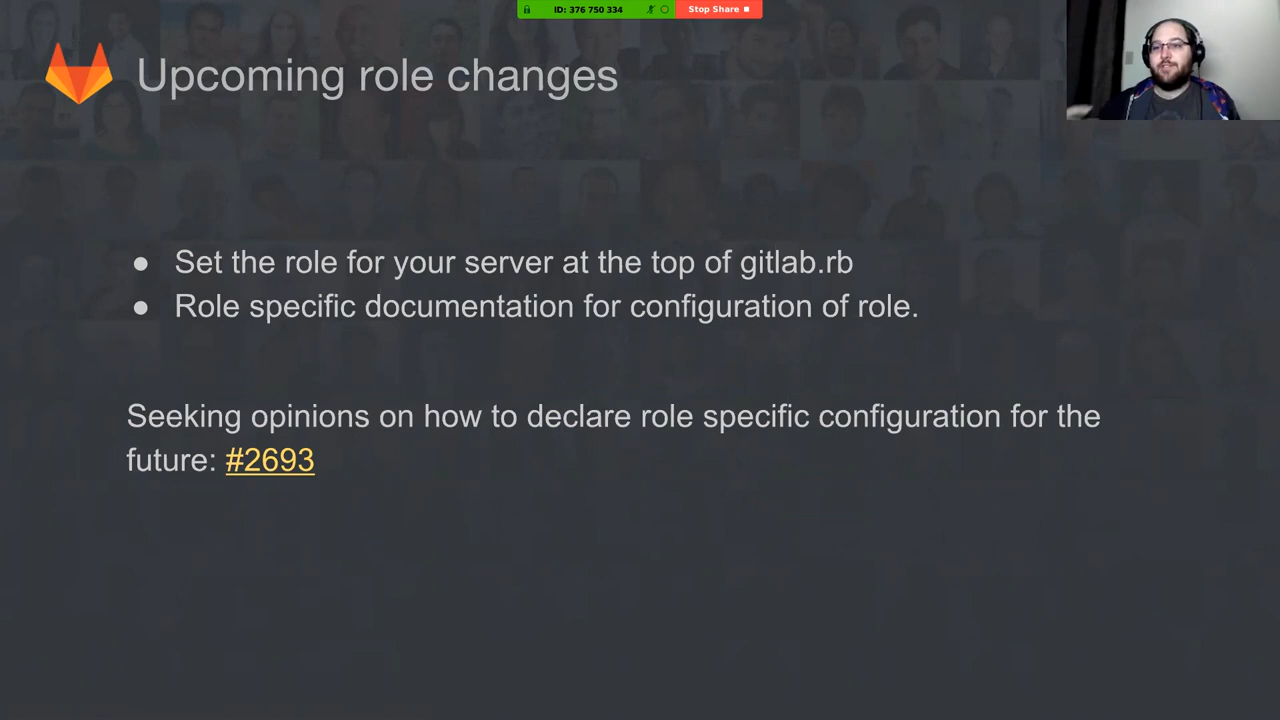 ID: 376 750 334
Stop Share
Upcoming role changes
● Set the role for your server at the top of gitlab.rb
● Role specific documentation for configuration of role.
Seeking opinions on how to declare role specific configuration for the
future: #2693